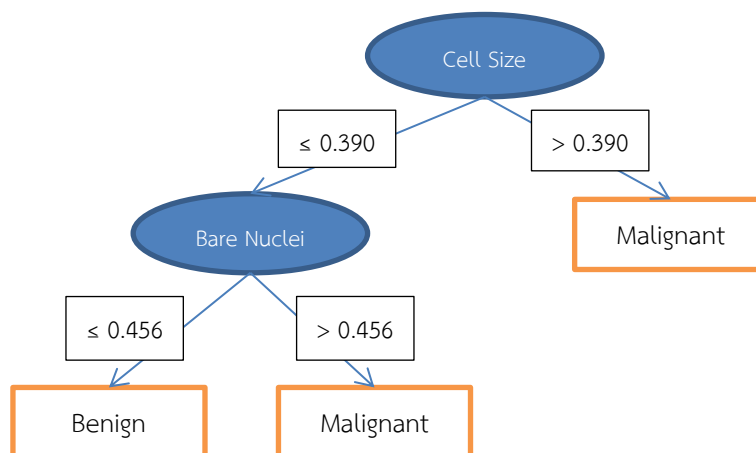 Cell Size
≤ 0.390
> 0.390
Bare Nuclei
Malignant
≤ 0.456
> 0.456
Benign
Malignant